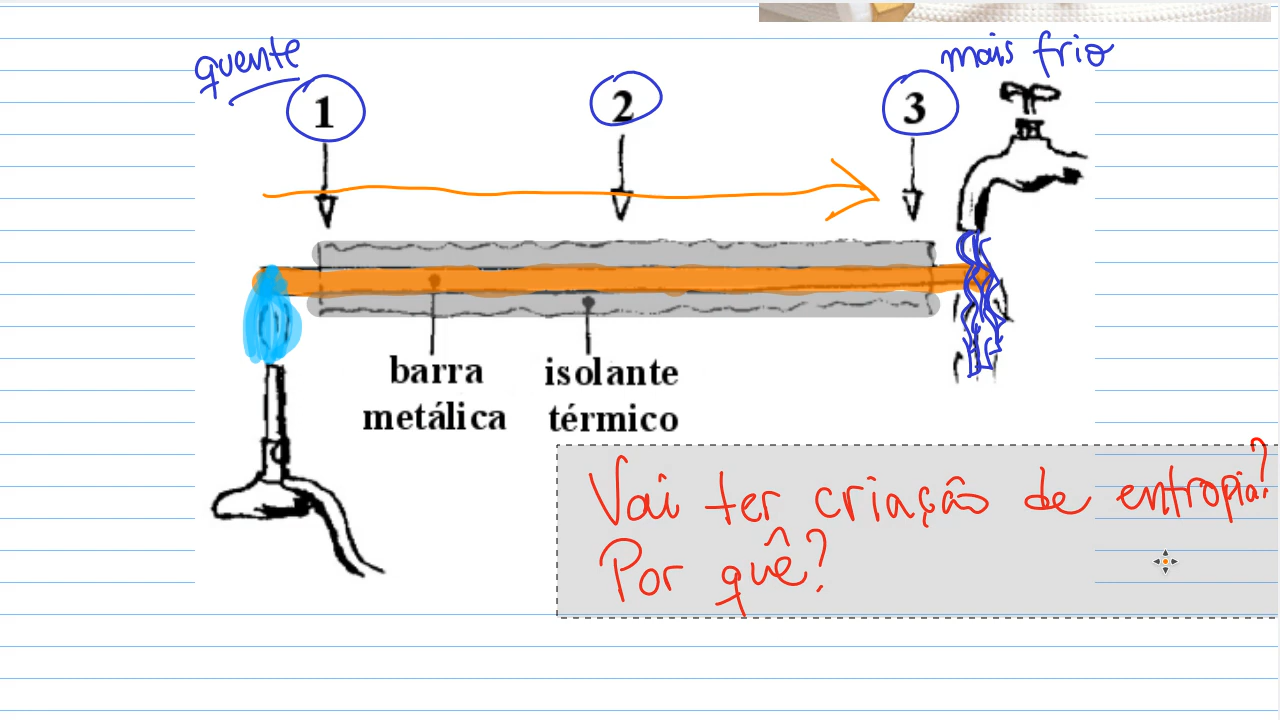 quente
mais frio
1
2
3
barra
metálica
isolante
térmico
Vai ter criação de entropia?
Por quê?